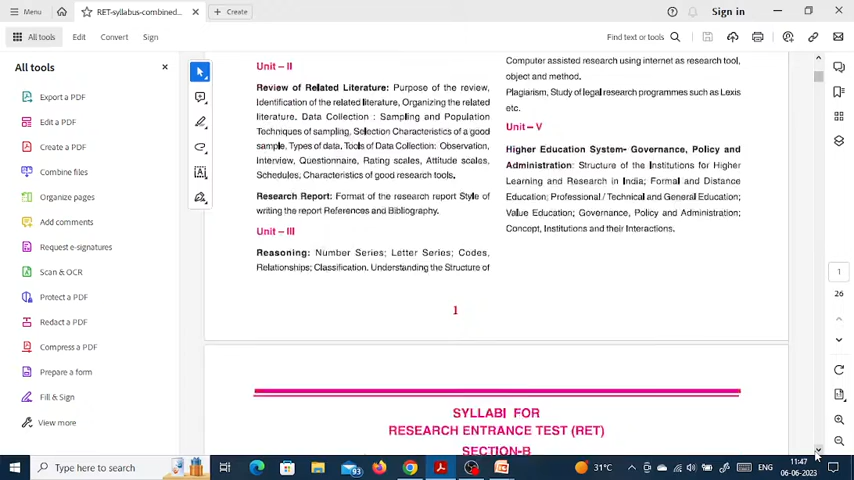 Menu
RET-syllabus-combined...
Create
Sign in
All tools
Edit
Convert
Sign
Find text or tools
All tools
Export a PDF
Edit a PDF
Create a PDF
Combine files
Organize pages
Add comments
Request e-signatures
Scan & OCR
Protect a PDF
Redact a PDF
Compress a PDF
Prepare a form
Fill & Sign
View more
Unit – II
Review of Related Literature: Purpose of the review,
Identification of the related literature, Organizing the related
literature, Data Collection : Sampling and Population
Techniques of sampling, Selection Characteristics of a good
sample, Types of data. Tools of Data Collection: Observation,
Interview, Questionnaire, Rating scales, Attitude scales,
Schedules, Characteristics of good research tools.
Research Report: Format of the research report Style of
writing the report References and Bibliography.
Unit – III
Reasoning: Number Series; Letter Series; Codes,
Relationships; Classification. Understanding the Structure of
Computer assisted research using internet as research tool,
object and method.
Plagiarism, Study of legal research programmes such as Lexis
etc.
Unit – V
Higher Education System- Governance, Policy and
Administration: Structure of the Institutions for Higher
Learning and Research in India; Formal and Distance
Education; Professional / Technical and General Education;
Value Education; Governance, Policy and Administration;
Concept, Institutions and their Interactions.
1
SYLLABI FOR
RESEARCH ENTRANCE TEST (RET)
SECTION-B
1
26
Type here to search
93
31°C
ENG
11:47
06-06-2023